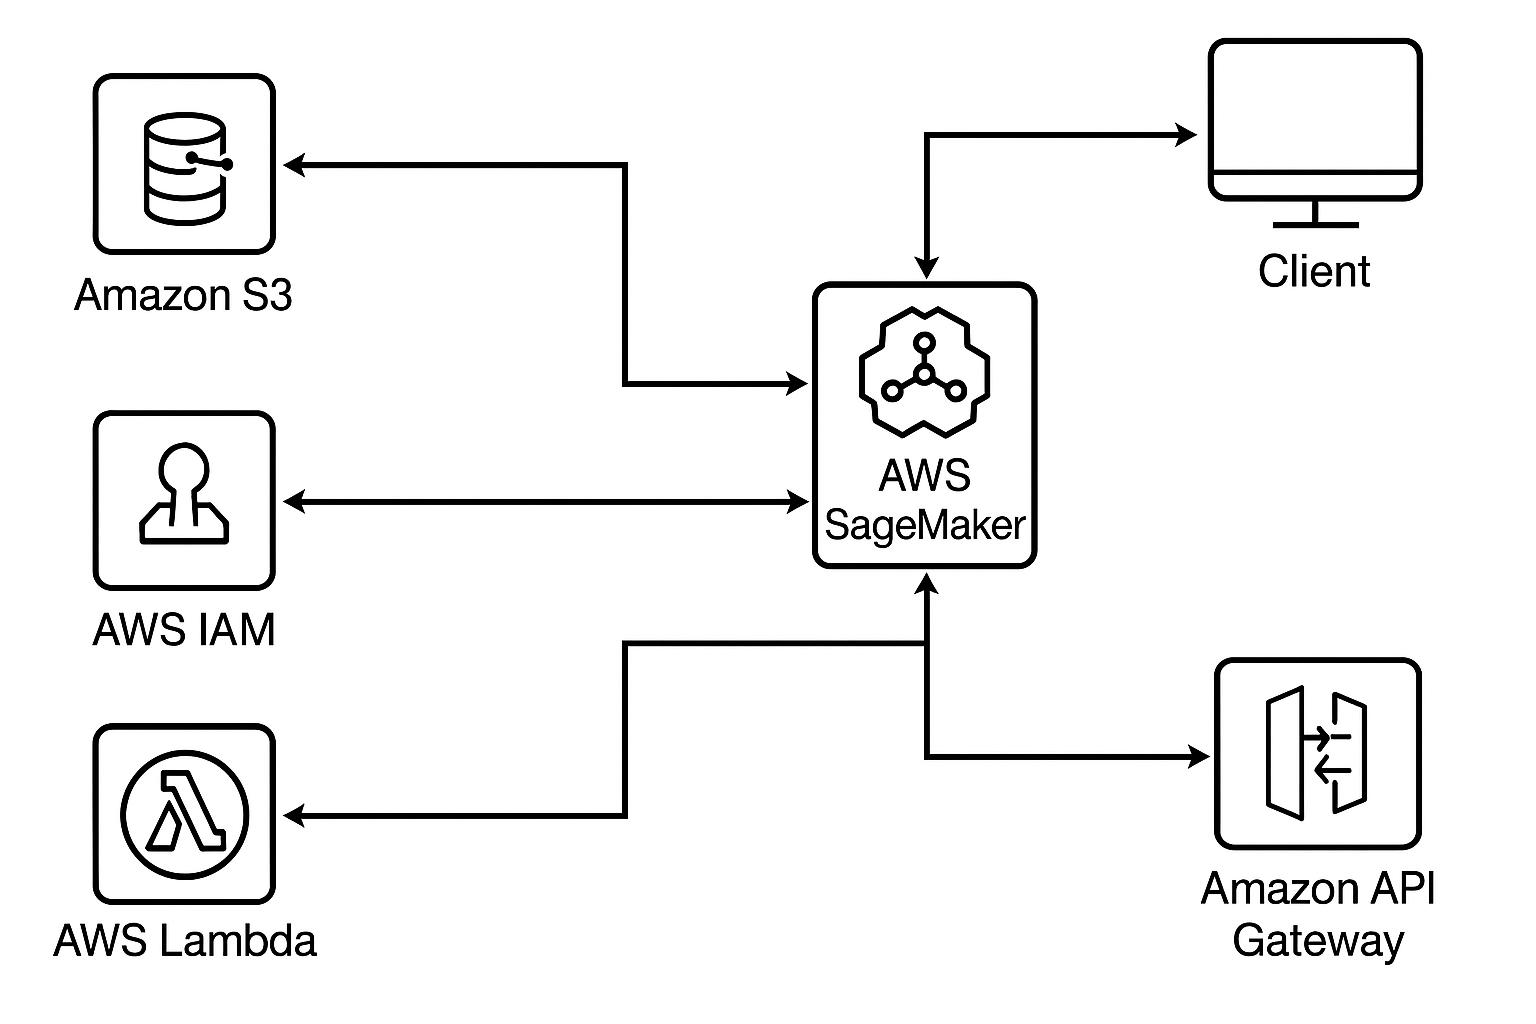 Amazon S3
Client
AWS
SageMaker
AWS IAM
AWS Lambda
Amazon API
Gateway